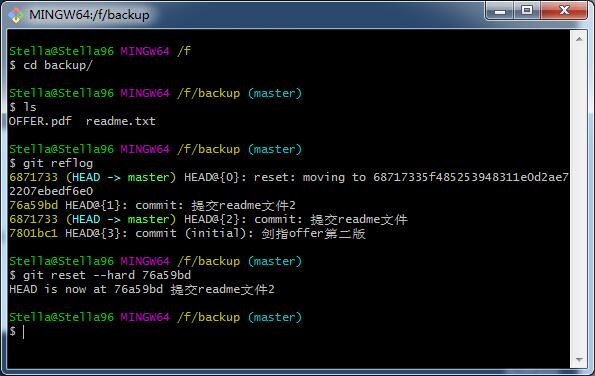 MINGW64:/f/backup
Stella@Stella96 MINGW64 /f
$ cd backup/
Stella@Stella96 MINGW64 /f/backup (master)
$ ls
OFFER.pdf  readme.txt
Stella@Stella96 MINGW64 /f/backup (master)
$ git reflog
6871733 (HEAD -> master) HEAD@{0}: reset: moving to 68717335f485253948311e0d2ae7
2207ebedf6e0
76a59bd HEAD@{1}: commit: 提交readme文件2
6871733 (HEAD -> master) HEAD@{2}: commit: 提交readme文件
7801bc1 HEAD@{3}: commit (initial): 剑指offer第二版
Stella@Stella96 MINGW64 /f/backup (master)
$ git reset --hard 76a59bd
HEAD is now at 76a59bd 提交readme文件2
Stella@Stella96 MINGW64 /f/backup (master)
$